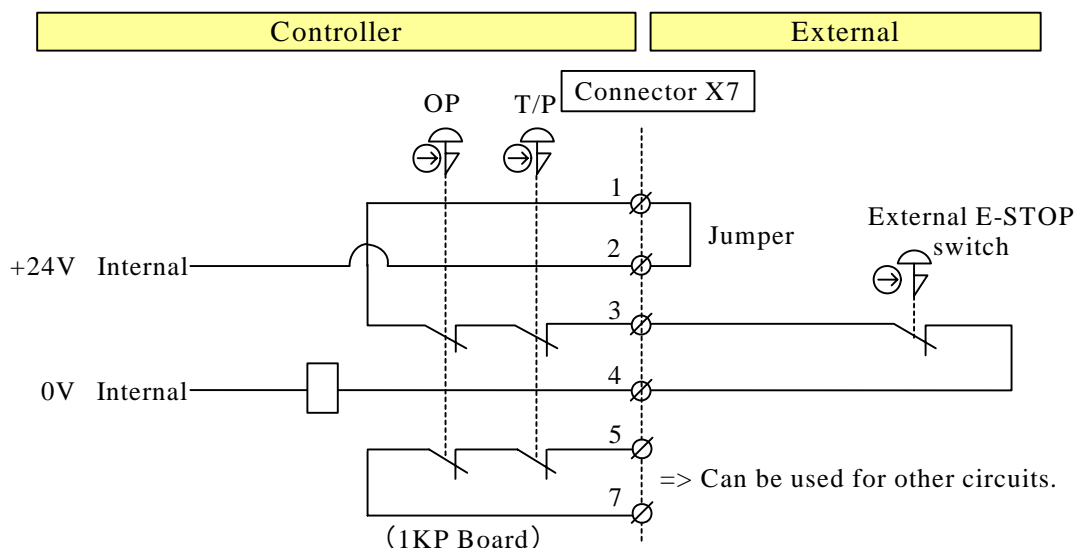 Controller
External
Connector X7
OP
T/P
1
External E-STOP
switch
Jumper
2
+24V Internal
3
0V Internal
4
5
=> Can be used for other circuits.
7
(1KP Board)